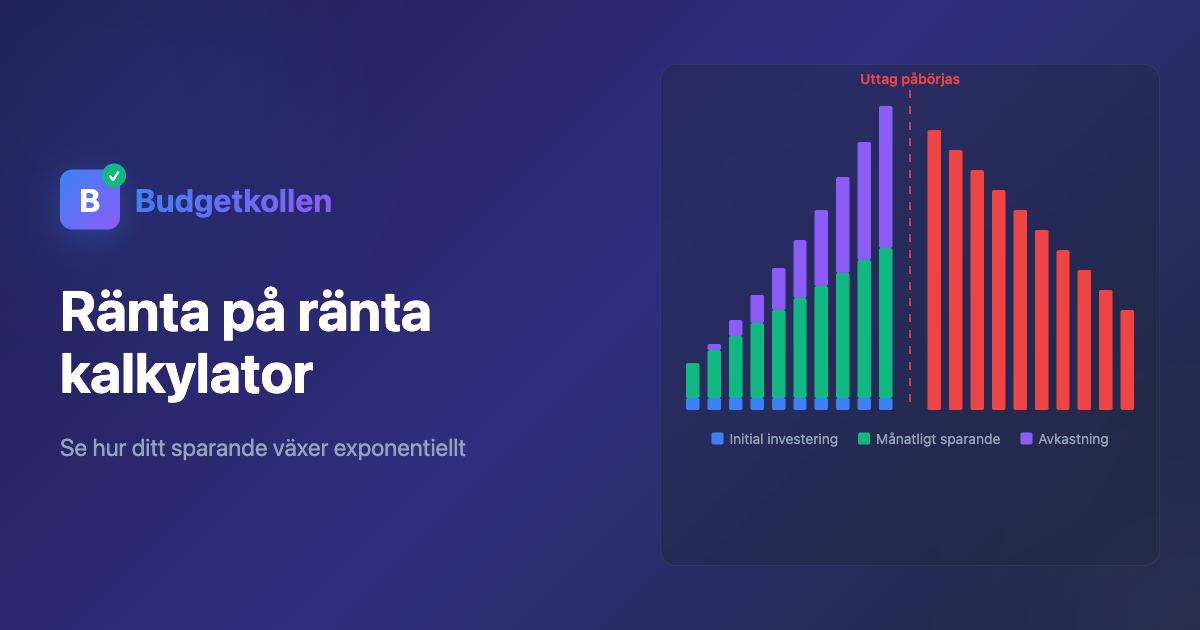 B
Budgetkollen
Ränta på ränta
kalkylator
Se hur ditt sparande växer exponentiellt
Uttag påbörjas
Initial investering
Månatligt sparande
Avkastning